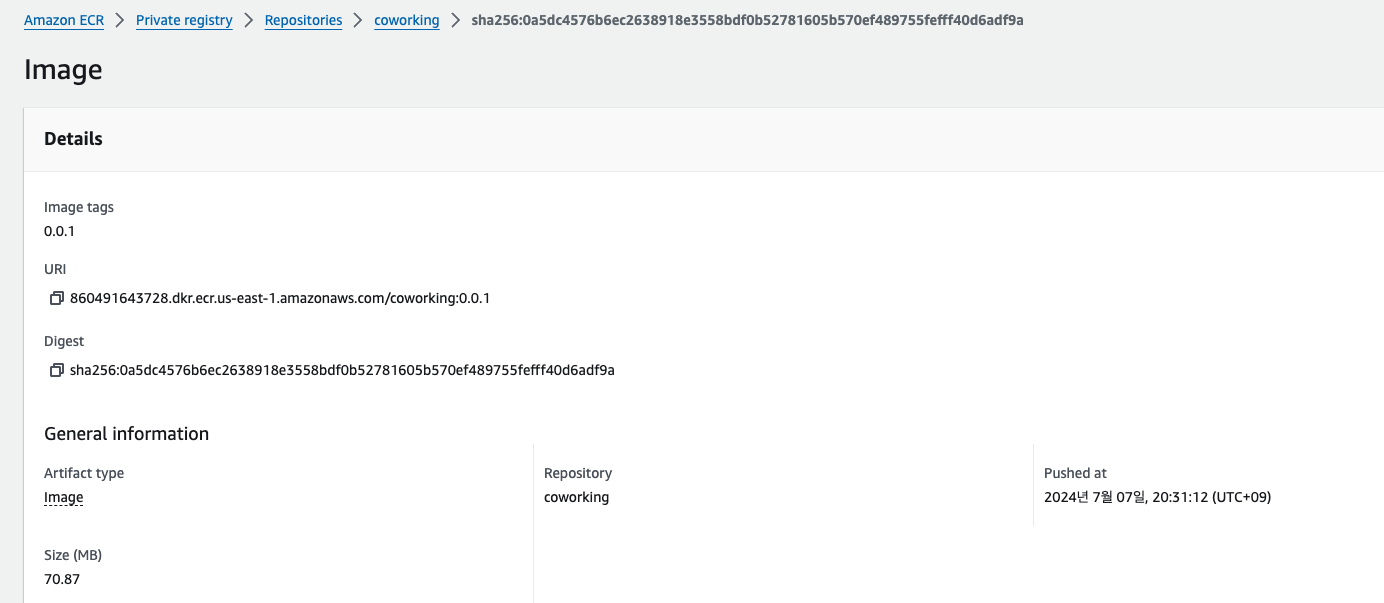 Amazon ECR > Private registry > Repositories > coworking > sha256:0a5dc4576b6ec2638918e3558bdf0b52781605b570ef489755fefff40d6adf9a
Image
Details
Image tags
0.0.1
URI
860491643728.dkr.ecr.us-east-1.amazonaws.com/coworking:0.0.1
Digest
sha256:0a5dc4576b6ec2638918e3558bdf0b52781605b570ef489755fefff40d6adf9a
General information
Artifact type
Image
Repository
coworking
Pushed at
2024년 7월 07일, 20:31:12 (UTC+09)
Size (MB)
70.87